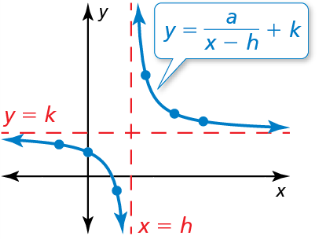 y
y = a/(x − h) + k
y = k
x
x = h